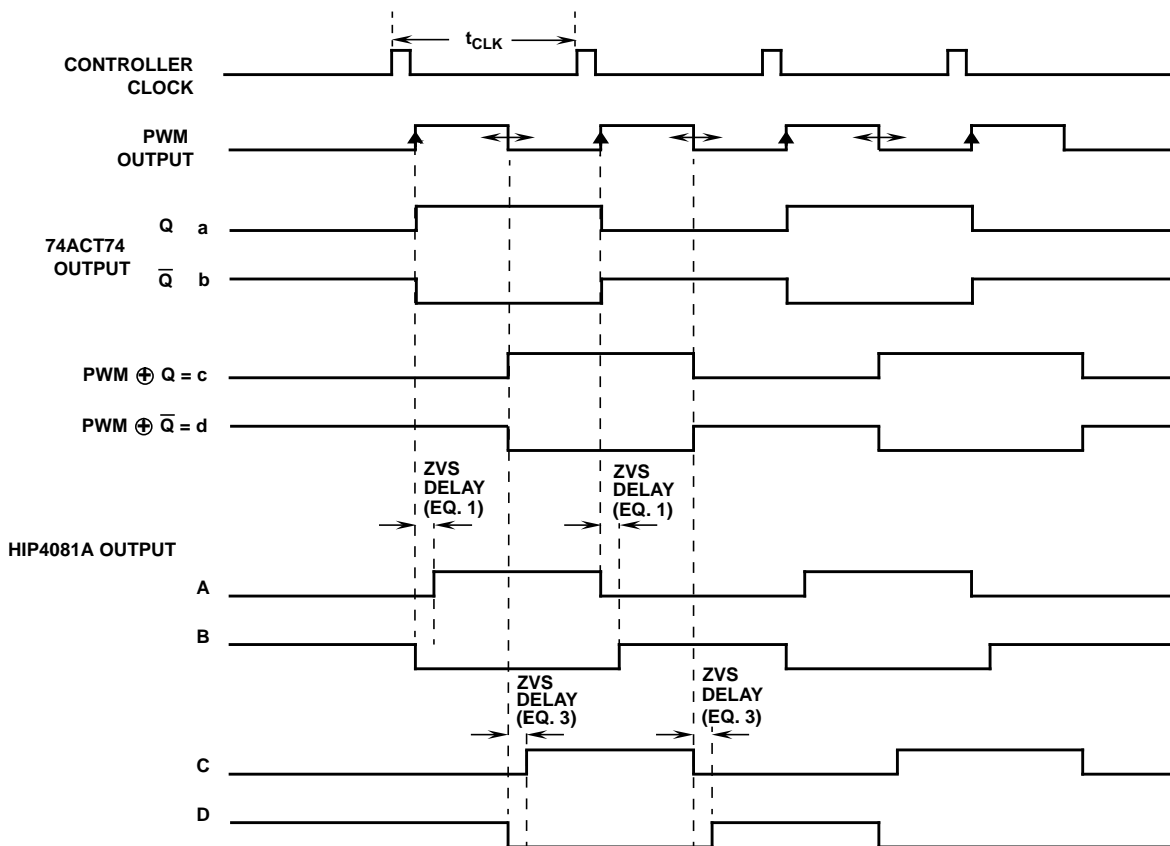 t_CLK
CONTROLLER
CLOCK
PWM
OUTPUT
Q a
74ACT74
OUTPUT
Q̅ b
PWM ⊕ Q = c
PWM ⊕ Q̅ = d
ZVS
DELAY
(EQ. 1)
ZVS
DELAY
(EQ. 1)
HIP4081A OUTPUT
A
B
ZVS
DELAY
(EQ. 3)
ZVS
DELAY
(EQ. 3)
C
D